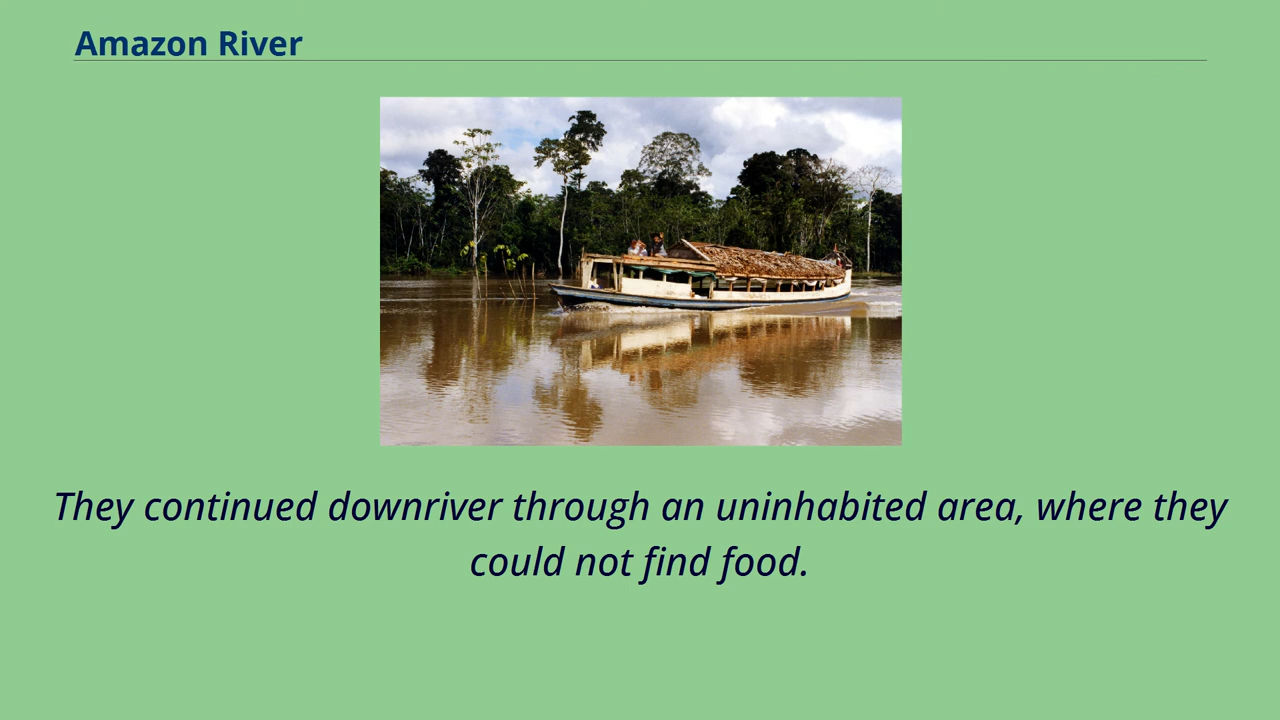 Amazon River
They continued downriver through an uninhabited area, where they
could not find food.